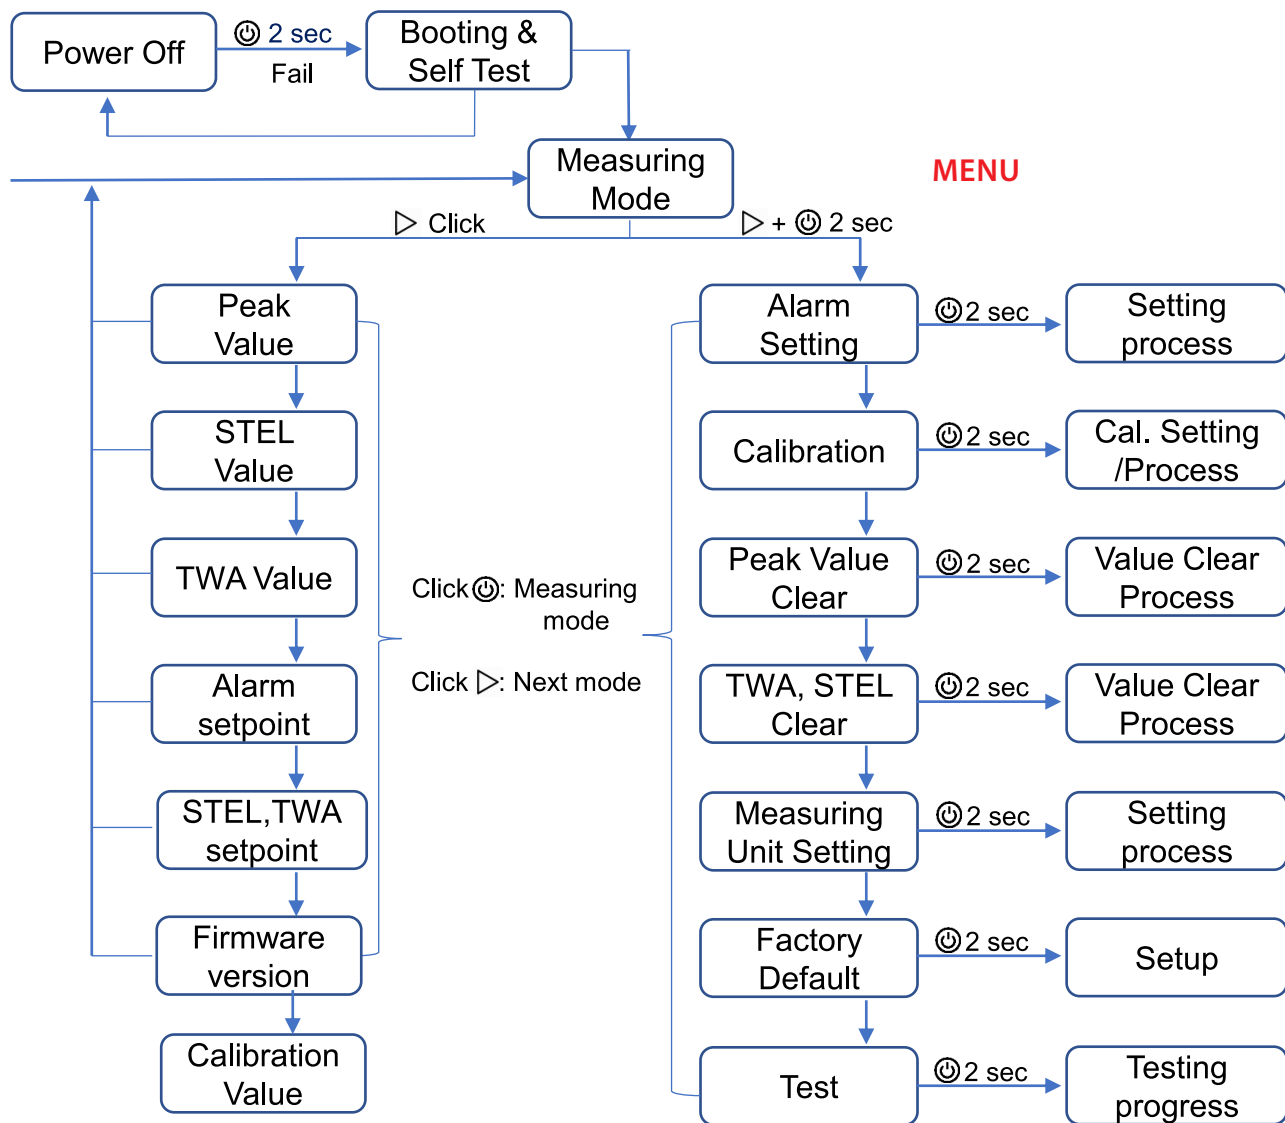 Power Off
2 sec
Fail
Booting &
Self Test
Measuring
Mode
MENU
Click
+ 2 sec
Peak
Value
STEL
Value
TWA Value
Alarm
setpoint
STEL,TWA
setpoint
Firmware
version
Calibration
Value
Click : Measuring
mode
Click : Next mode
Alarm
Setting
2 sec
Setting
process
Calibration
2 sec
Cal. Setting
/Process
Peak Value
Clear
2 sec
Value Clear
Process
TWA, STEL
Clear
2 sec
Value Clear
Process
Measuring
Unit Setting
2 sec
Setting
process
Factory
Default
2 sec
Setup
Test
2 sec
Testing
progress